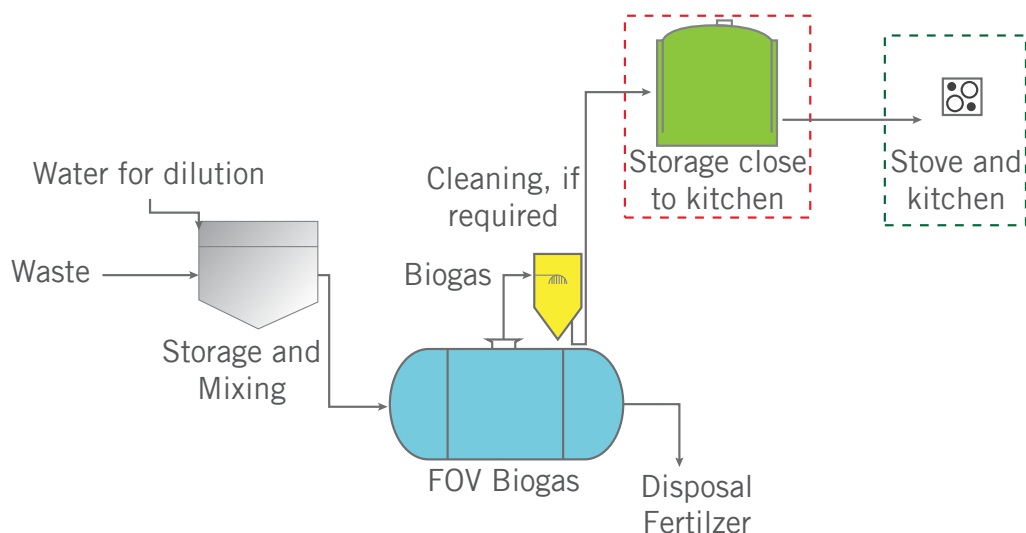 Water for dilution
Waste
Storage and
Mixing
Biogas
Cleaning, if
required
FOV Biogas
Disposal
Fertilzer
Storage close
to kitchen
Stove and
kitchen